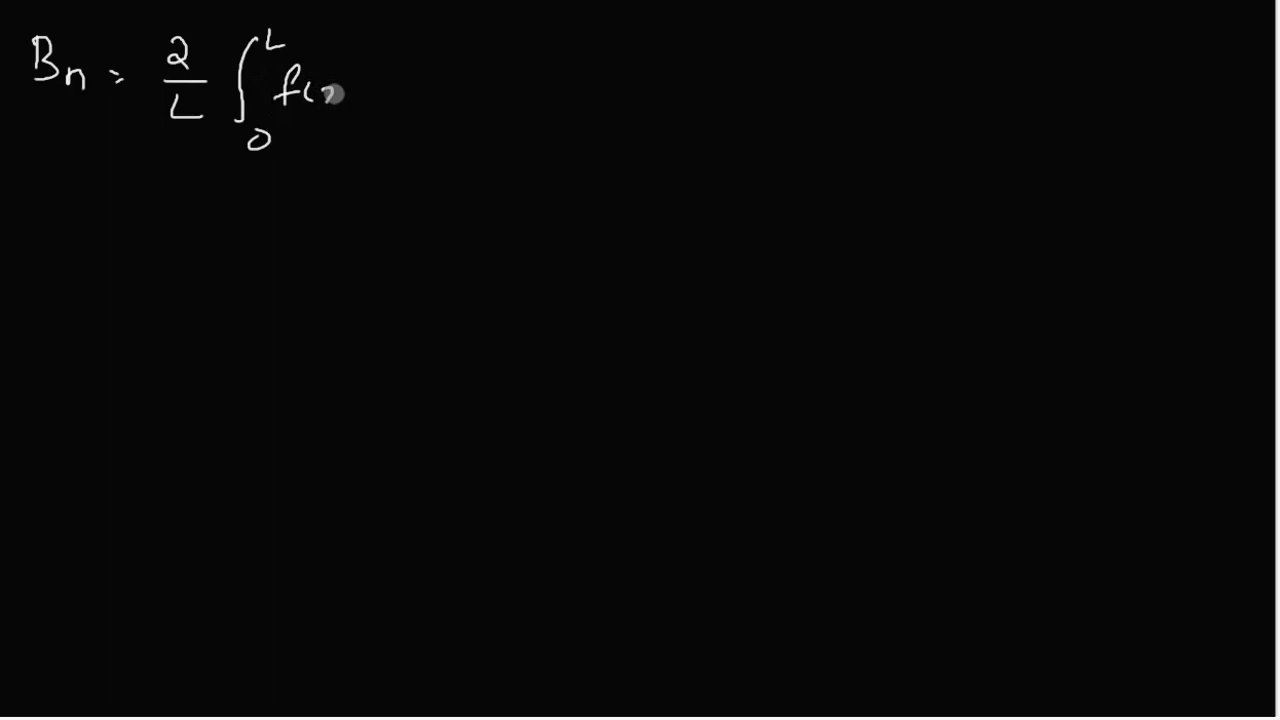 Bn = 2/L ∫₀ᴸ f(